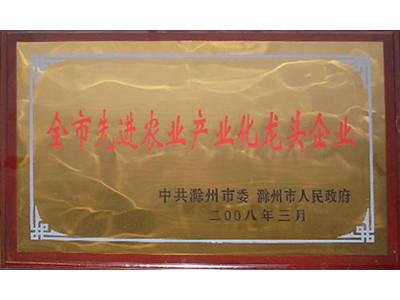 全市先进农业产业化龙头企业
中共滁州市委 滁州市人民政府
二00八年三月